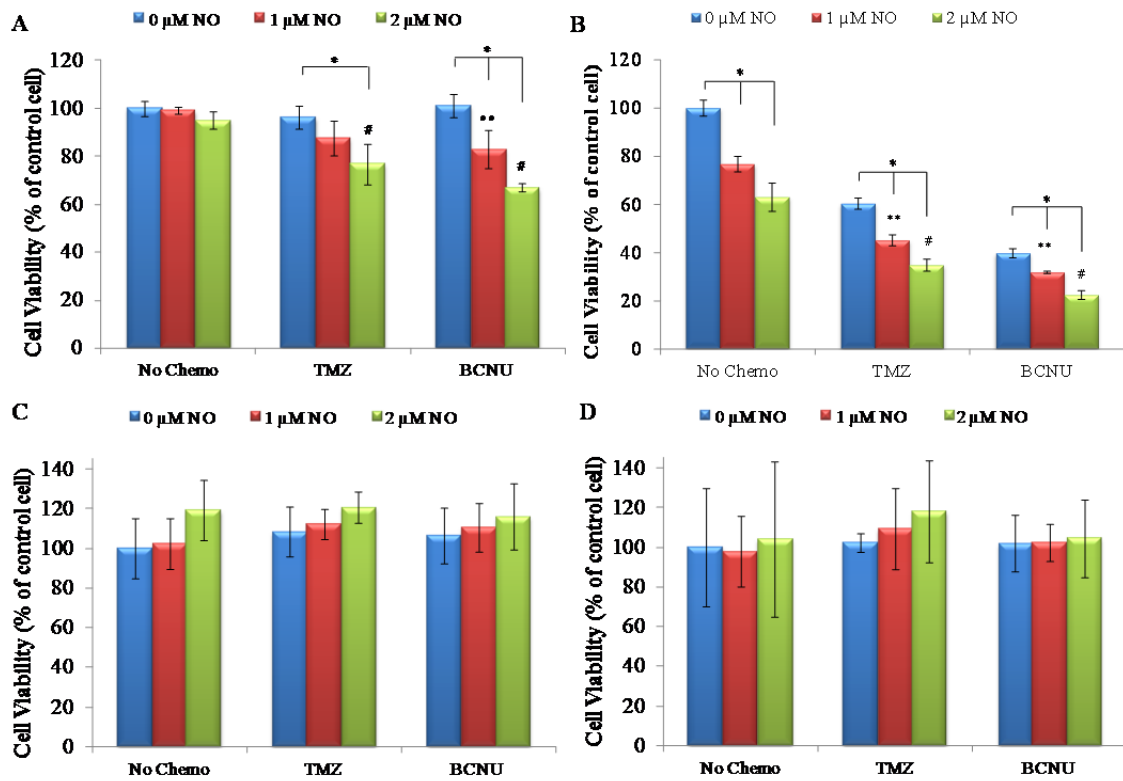 A
0 µM NO 1 µM NO 2 µM NO
Cell Viability (% of control cell)
120
100
80
60
40
20
0
*
#
*
**
#
No Chemo TMZ BCNU
B
0 µM NO 1 µM NO 2 µM NO
Cell Viability (% of control cell)
120
100
80
60
40
20
0
*
*
**
#
*
**
#
No Chemo TMZ BCNU
C
0 µM NO 1 µM NO 2 µM NO
Cell Viability (% of control cell)
140
120
100
80
60
40
20
0
No Chemo TMZ BCNU
D
0 µM NO 1 µM NO 2 µM NO
Cell Viability (% of control cell)
140
120
100
80
60
40
20
0
No Chemo TMZ BCNU